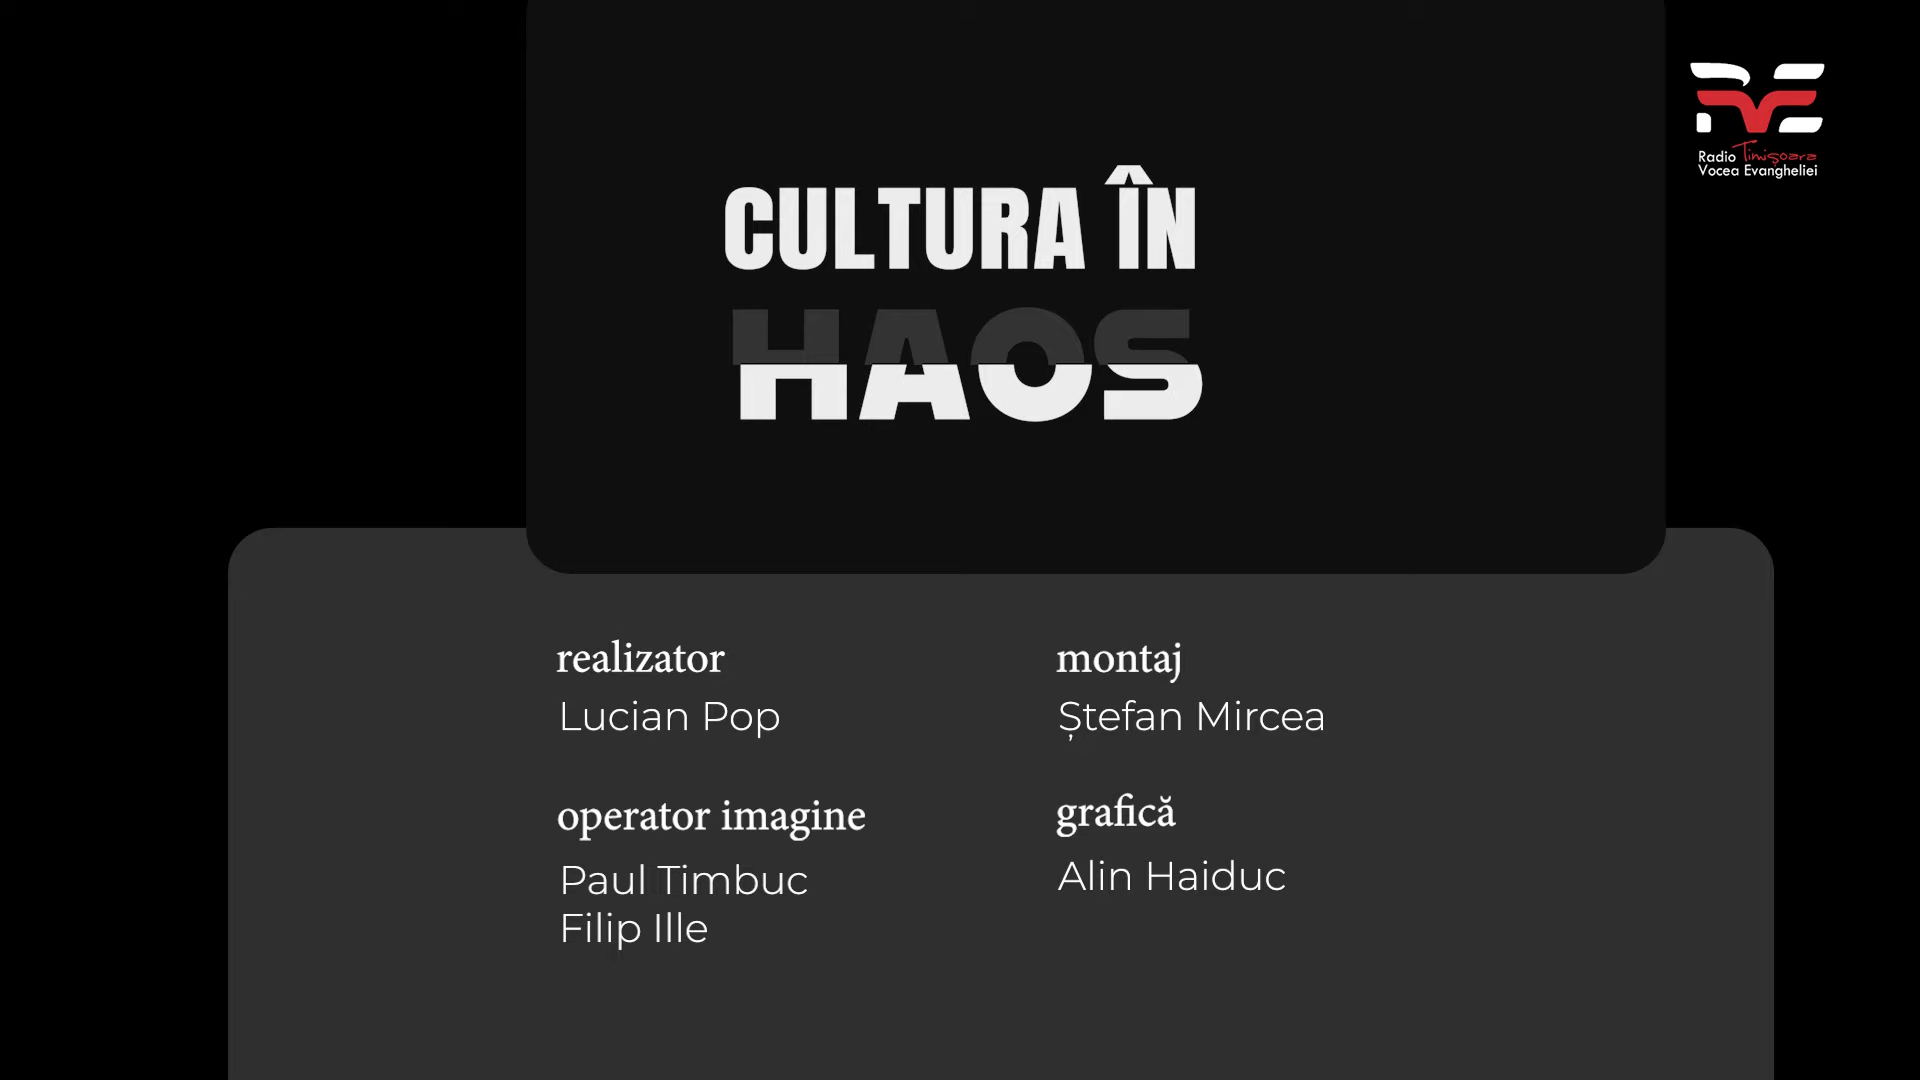 CULTURA ÎN
HAOS
RVE
Radio Timișoara
Vocea Evangheliei
realizator
Lucian Pop
operator imagine
Paul Timbuc
Filip Ille
montaj
Ștefan Mircea
grafică
Alin Haiduc